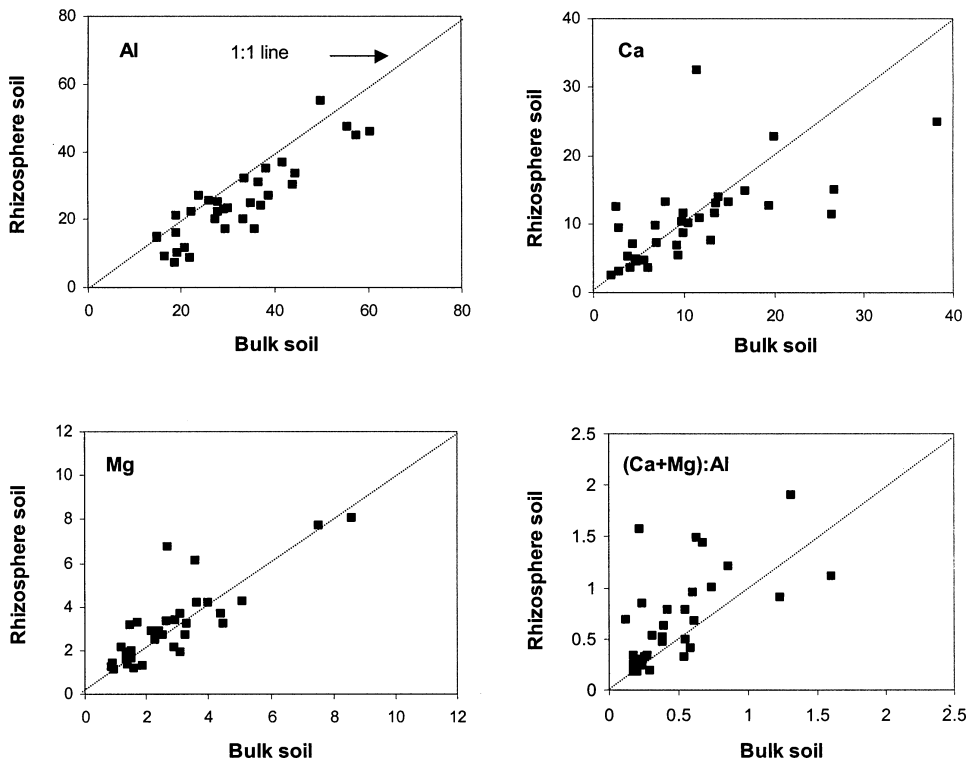 80
60
40
20
0
Rhizosphere soil
Al
1:1 line
0 20 40 60 80
Bulk soil
40
30
20
10
0
Rhizosphere soil
Ca
0 10 20 30 40
Bulk soil
12
10
8
6
4
2
0
Rhizosphere soil
Mg
0 2 4 6 8 10 12
Bulk soil
2.5
2
1.5
1
0.5
0
Rhizosphere soil
(Ca+Mg):Al
0 0.5 1 1.5 2 2.5
Bulk soil